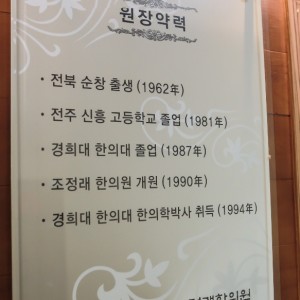 원장약력
· 전북 순창 출생 (1962年)
· 전주 신흥 고등학교 졸업 (1981年)
· 경희대 한의대 졸업 (1987年)
· 조정래 한의원 개원 (1990年)
· 경희대 한의대 한의학박사 취득 (1994年)
한의원